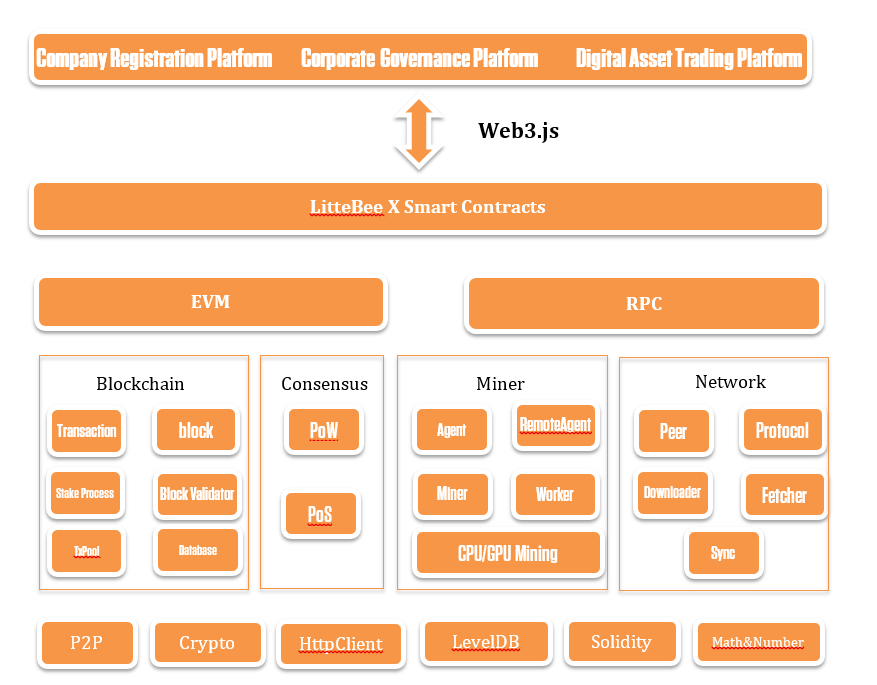 Company Registration Platform Corporate Governance Platform Digital Asset Trading Platform
Web3.js
LitteBee X Smart Contracts
EVM RPC
Blockchain Consensus Miner Network
Transaction block PoW Agent RemoteAgent Peer Protocol
Stake Process Block Validator PoS Miner Worker Downloader Fetcher
TxPool Database CPU/GPU Mining Sync
P2P Crypto HttpClient LevelDB Solidity Math&Number